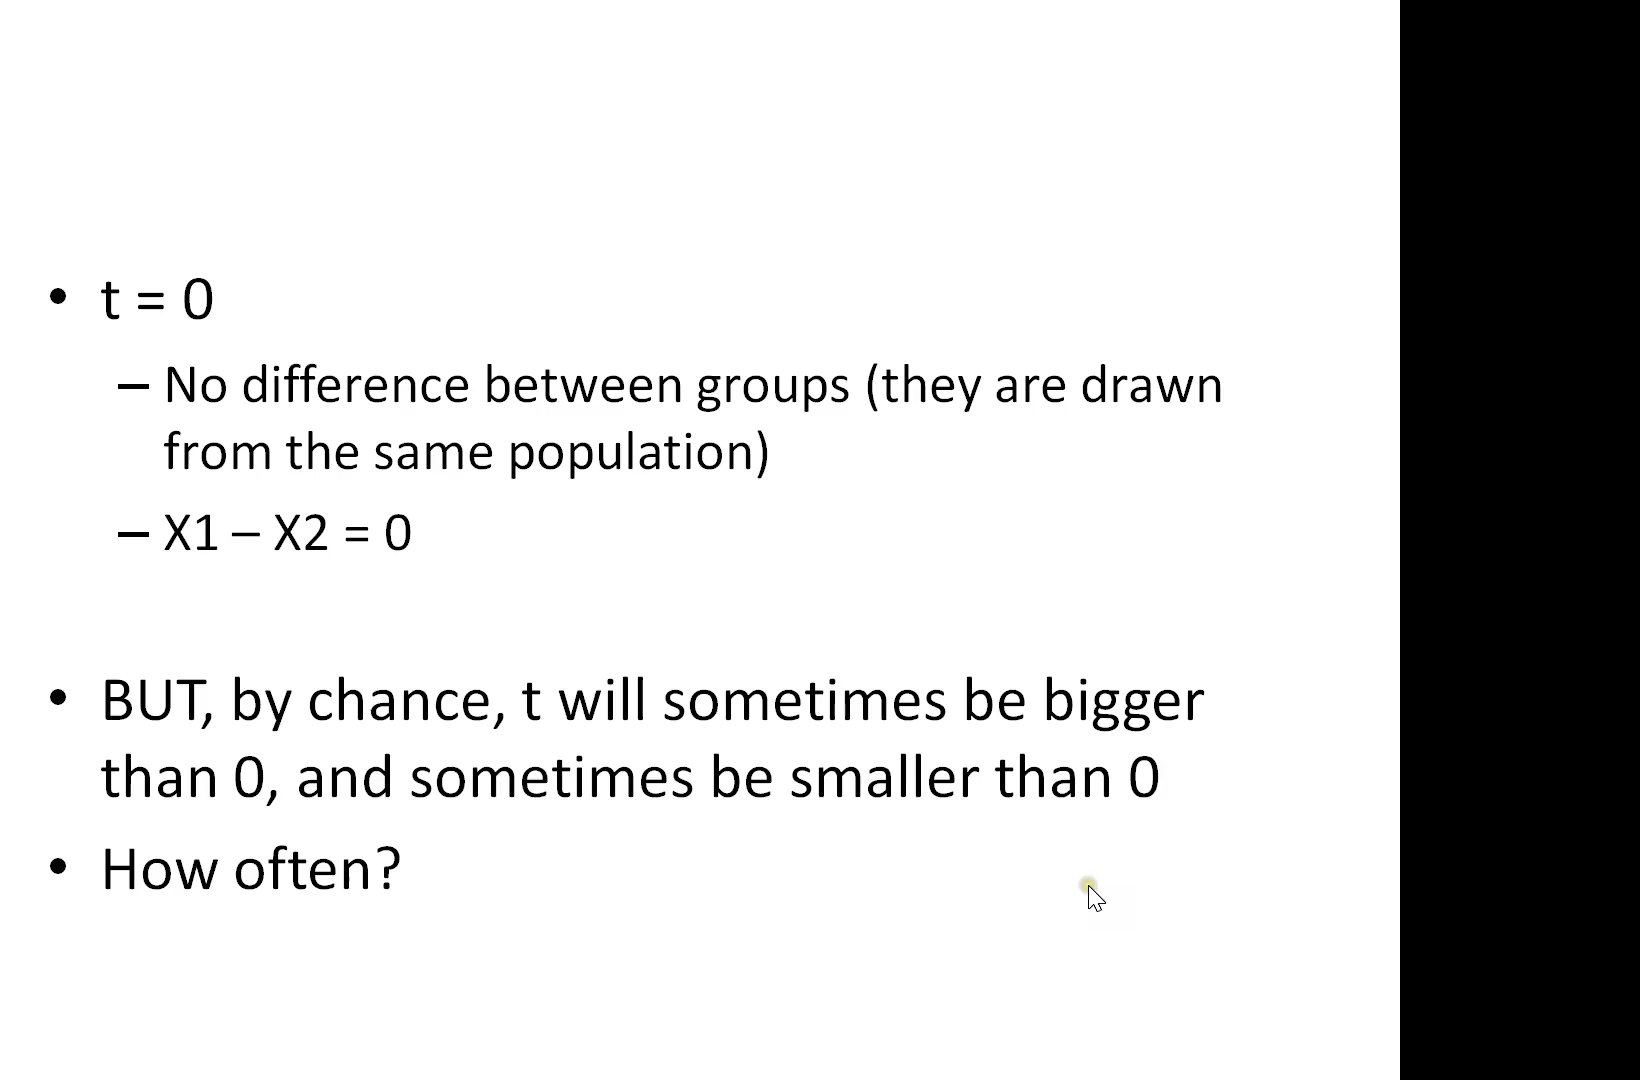 • t = 0
– No difference between groups (they are drawn
from the same population)
– X1 – X2 = 0
• BUT, by chance, t will sometimes be bigger
than 0, and sometimes be smaller than 0
• How often?